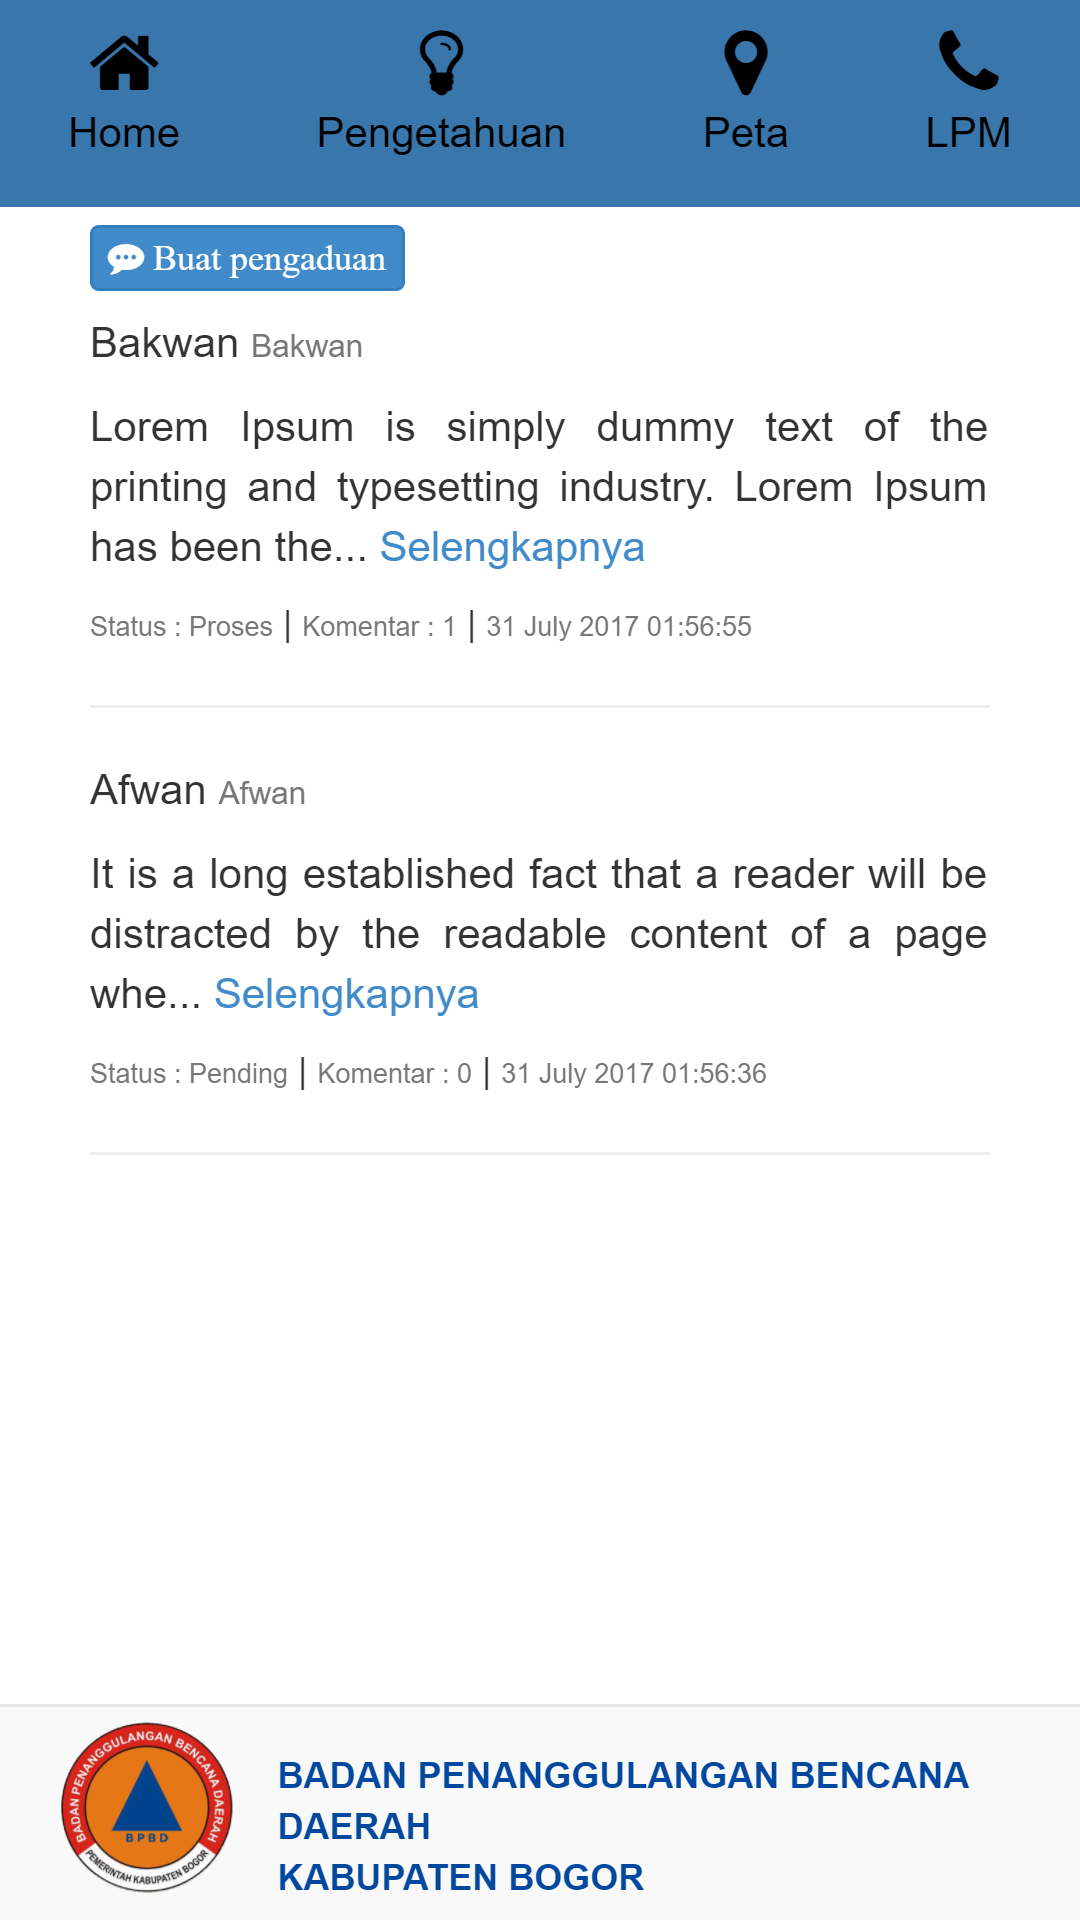 Home Pengetahuan Peta LPM
Buat pengaduan
Bakwan Bakwan
Lorem Ipsum is simply dummy text of the
printing and typesetting industry. Lorem Ipsum
has been the... Selengkapnya
Status : Proses | Komentar : 1 | 31 July 2017 01:56:55
Afwan Afwan
It is a long established fact that a reader will be
distracted by the readable content of a page
whe... Selengkapnya
Status : Pending | Komentar : 0 | 31 July 2017 01:56:36
BADAN PENANGGULANGAN BENCANA DAERAH
BPBD
PEMERINTAH KABUPATEN BOGOR
BADAN PENANGGULANGAN BENCANA
DAERAH
KABUPATEN BOGOR